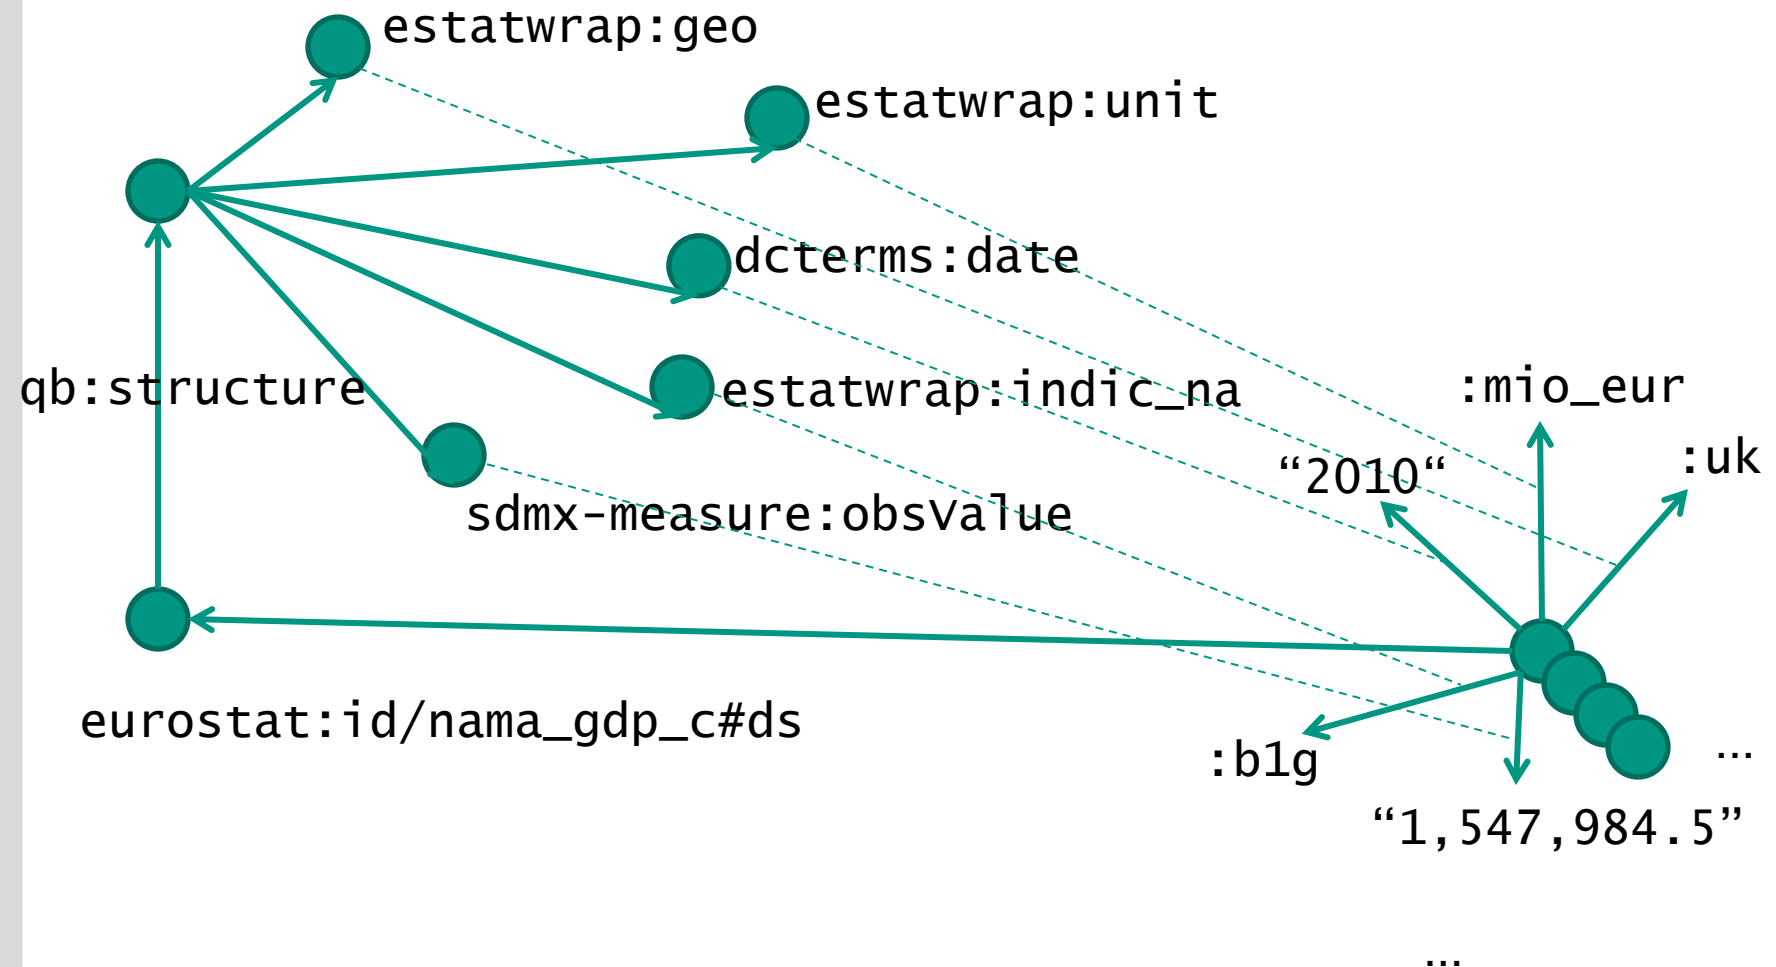 estatwrap:geo
estatwrap:unit
dcterms:date
qb:structure
estatwrap:indic_na
:mio_eur
“2010“
:uk
sdmx-measure:obsValue
eurostat:id/nama_gdp_c#ds
:b1g
...
“1,547,984.5”
...